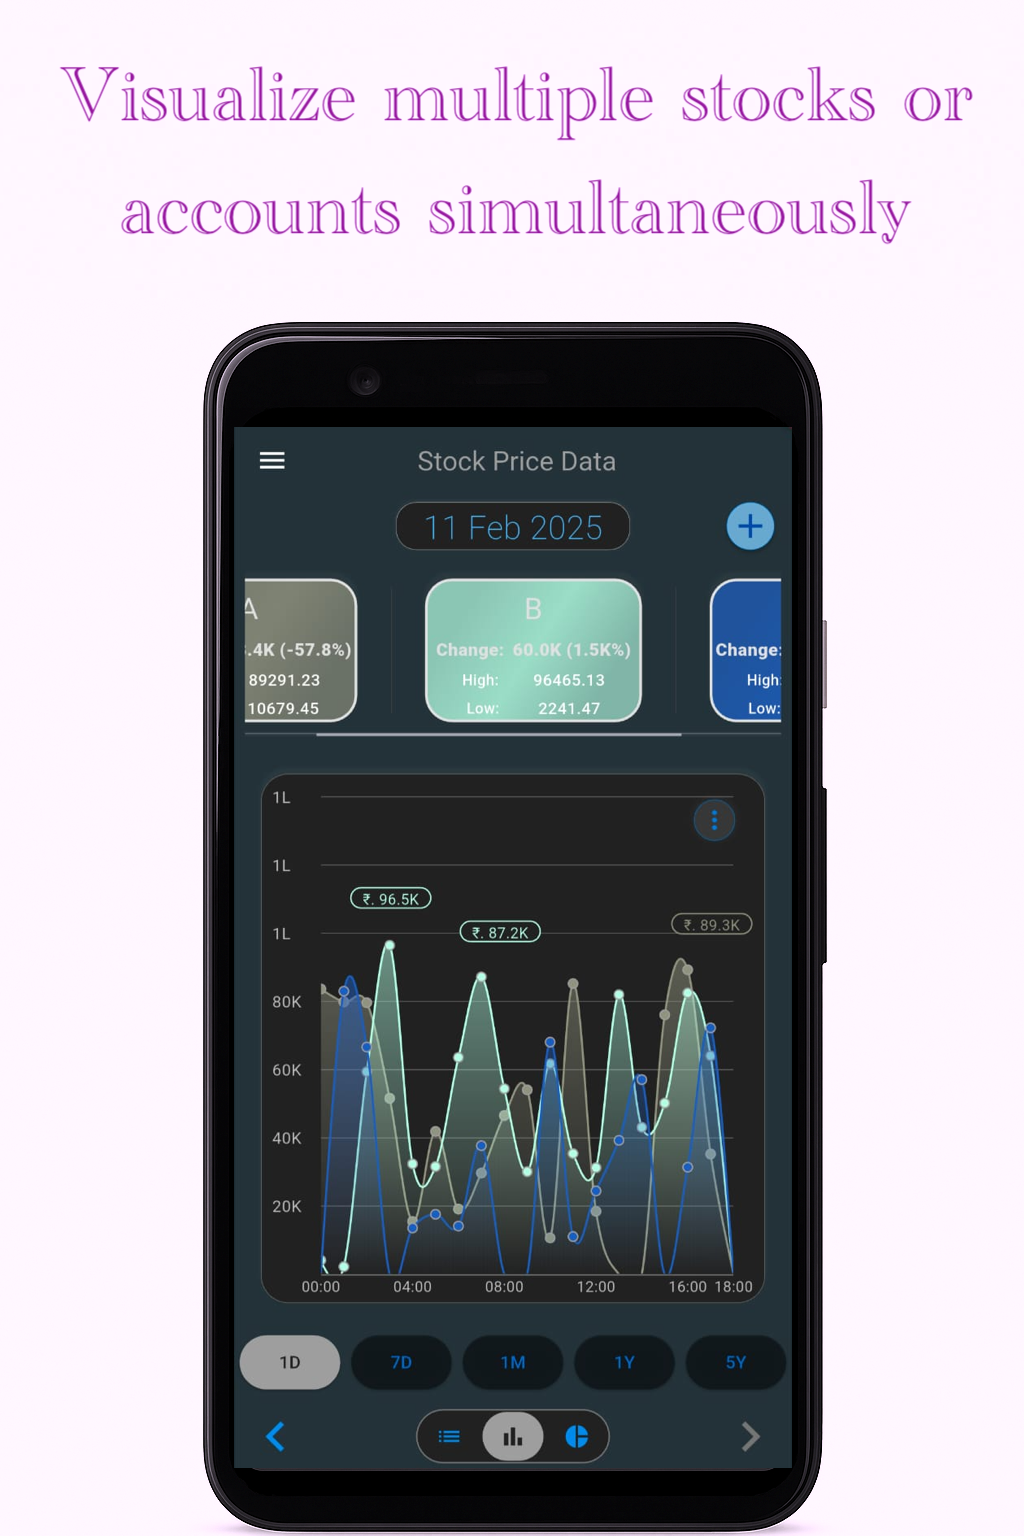 Visualize multiple stocks or
accounts simultaneously
Stock Price Data
11 Feb 2025
A
.4K (-57.8%)
89291.23
10679.45
B
Change: 60.0K (1.5K%)
High: 96465.13
Low: 2241.47
Change:
High:
Low:
1L
1L
1L
80K
60K
40K
20K
₹. 96.5K
₹. 87.2K
₹. 89.3K
00:00 04:00 08:00 12:00 16:00 18:00
1D 7D 1M 1Y 5Y